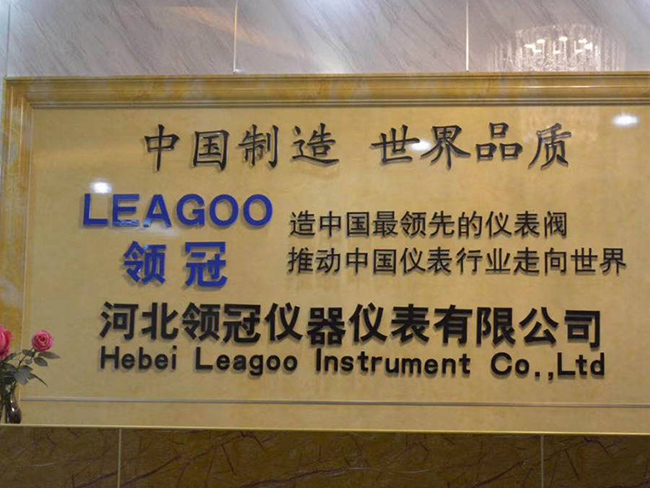 中国制造 世界品质
LEAGOO
领冠
造中国最领先的仪表阀
推动中国仪表行业走向世界
河北领冠仪器仪表有限公司
Hebei Leagoo Instrument Co.,Ltd